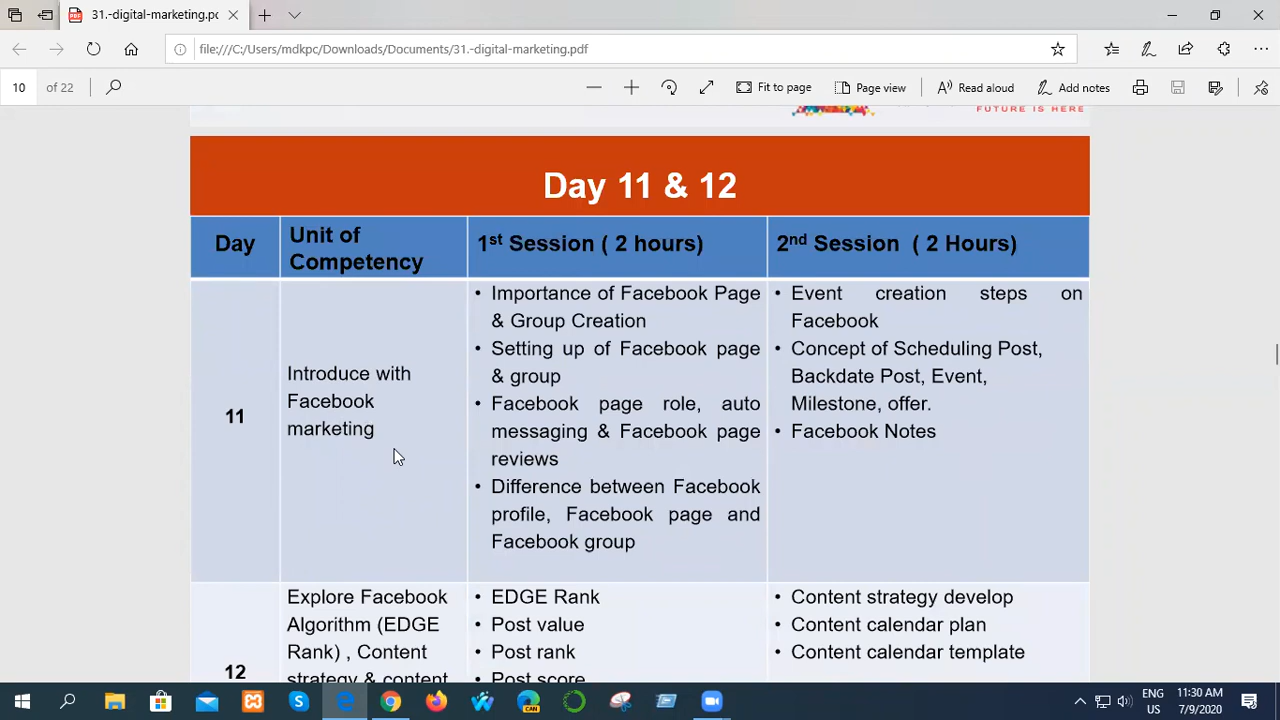 31.-digital-marketing.pc
file:///C:/Users/mdkpc/Downloads/Documents/31.-digital-marketing.pdf
10 of 22
Fit to page
Page view
Read aloud
Add notes
FUTURE IS HERE
Day 11 & 12
Day
Unit of
Competency
1st Session ( 2 hours)
2nd Session ( 2 Hours)
11
Introduce with
Facebook
marketing
• Importance of Facebook Page
& Group Creation
• Setting up of Facebook page
& group
• Facebook page role, auto
messaging & Facebook page
reviews
• Difference between Facebook
profile, Facebook page and
Facebook group
• Event creation steps on
Facebook
• Concept of Scheduling Post,
Backdate Post, Event,
Milestone, offer.
• Facebook Notes
12
Explore Facebook
Algorithm (EDGE
Rank) , Content
strategy & content
• EDGE Rank
• Post value
• Post rank
• Post score
• Content strategy develop
• Content calendar plan
• Content calendar template
ENG
US
11:30 AM
7/9/2020